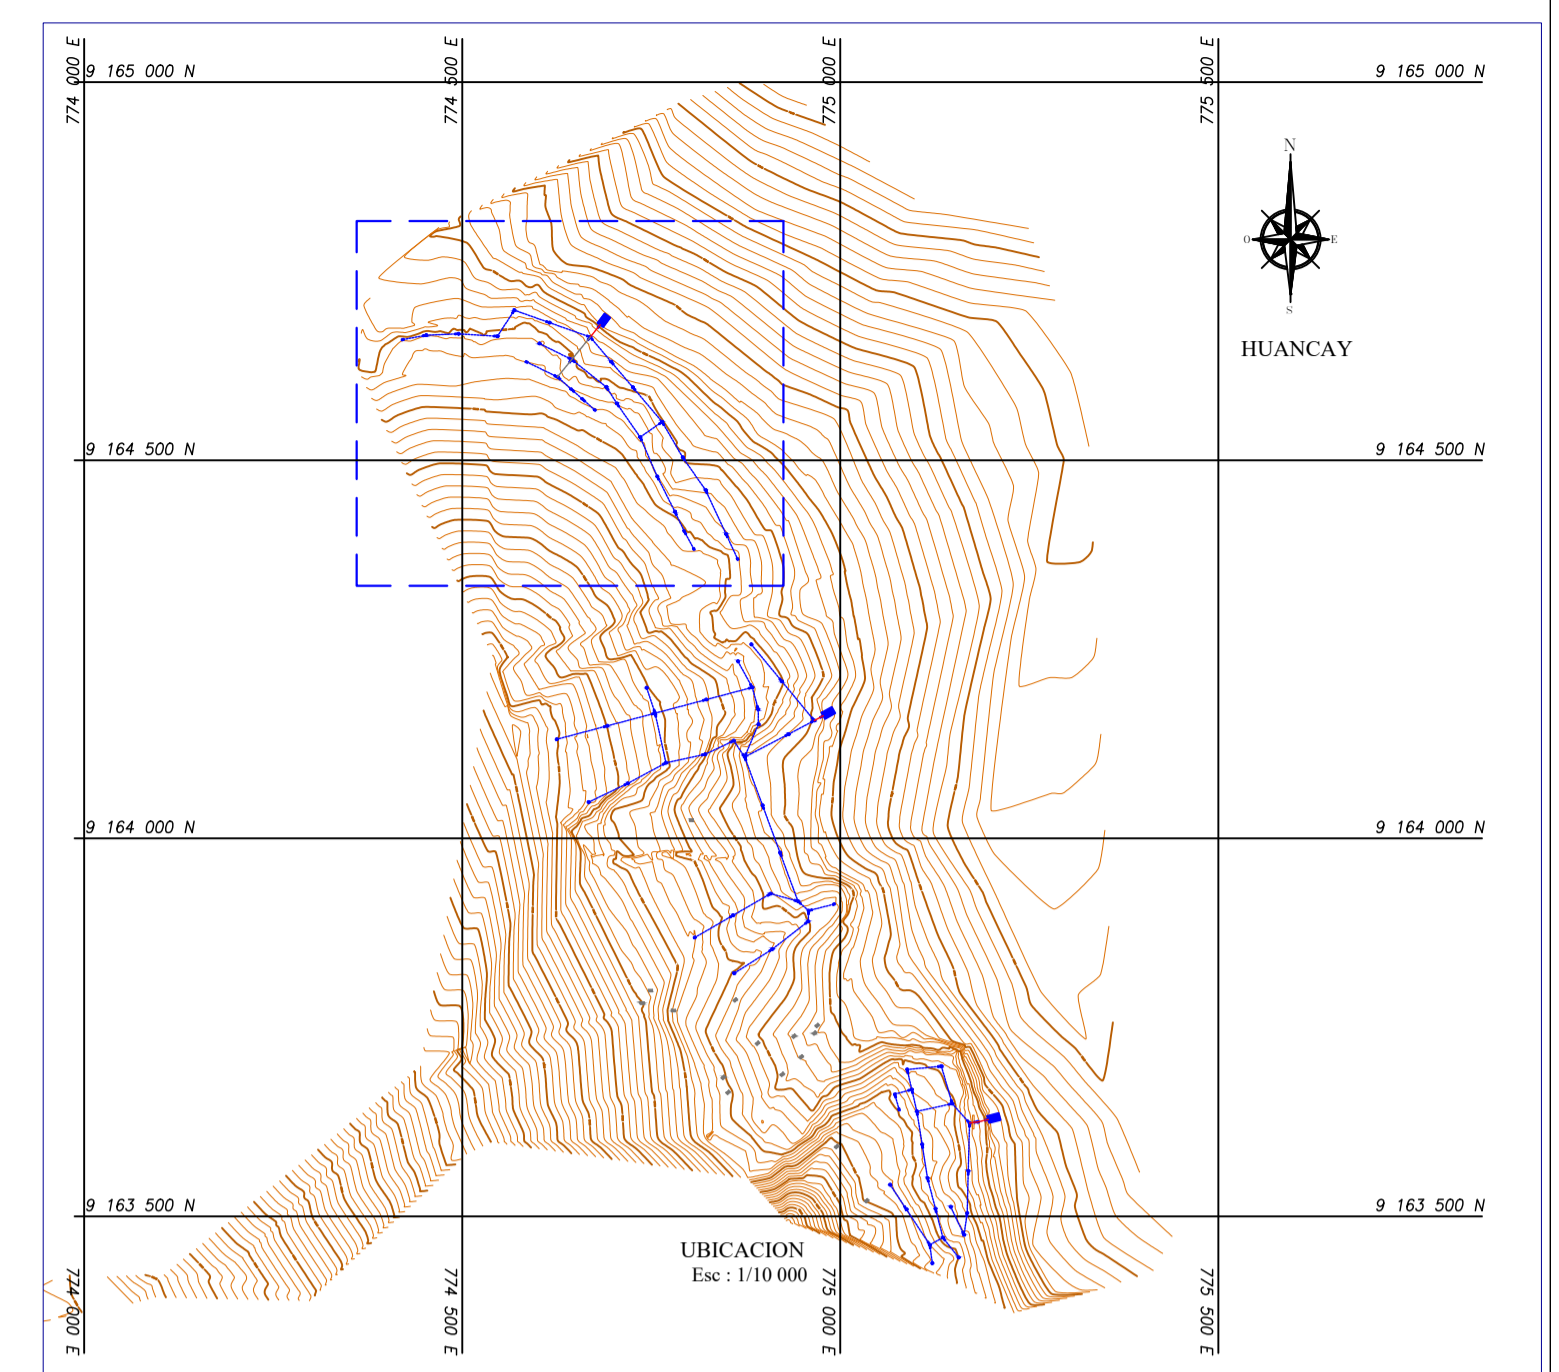 774 000 E
774 500 E
775 000 E
775 500 E
9 165 000 N
9 165 000 N
N
O
E
S
HUANCAY
9 164 500 N
9 164 500 N
9 164 000 N
9 164 000 N
9 163 500 N
9 163 500 N
UBICACION
Esc : 1/10 000
774 000 E
774 500 E
775 000 E
775 500 E